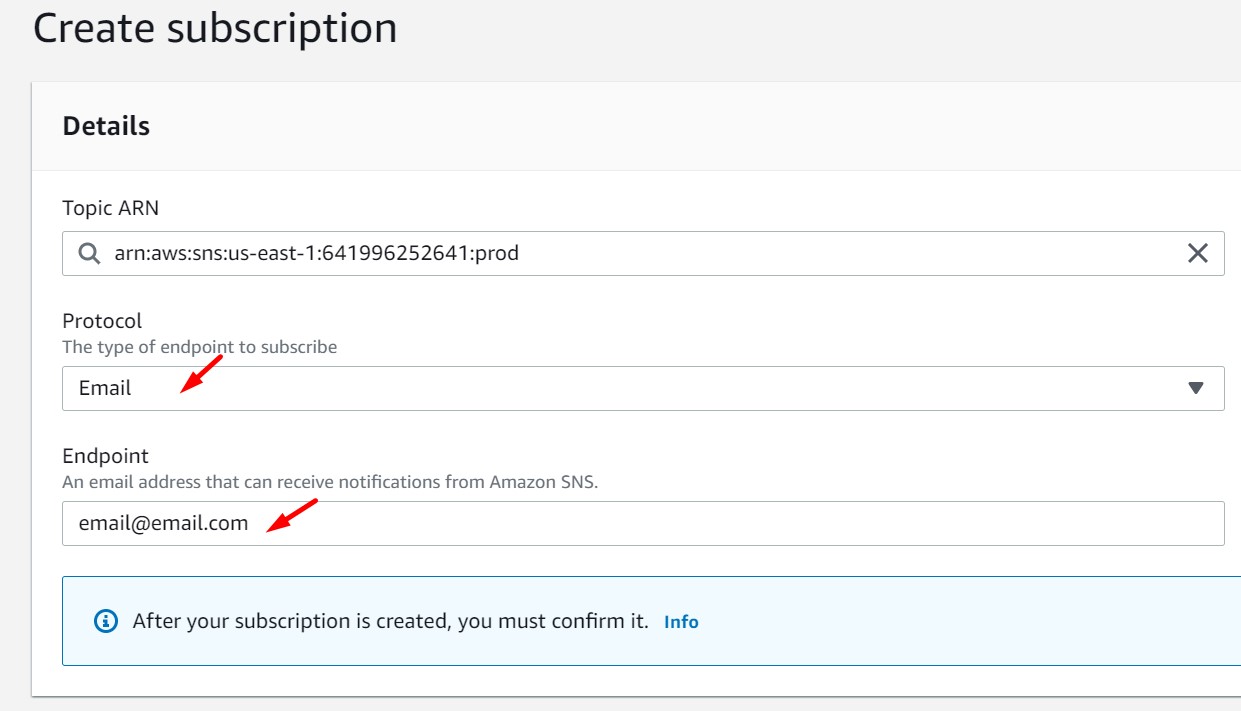 Create subscription
Details
Topic ARN
arn:aws:sns:us-east-1:641996252641:prod
Protocol
The type of endpoint to subscribe
Email
Endpoint
An email address that can receive notifications from Amazon SNS.
email@email.com
After your subscription is created, you must confirm it. Info